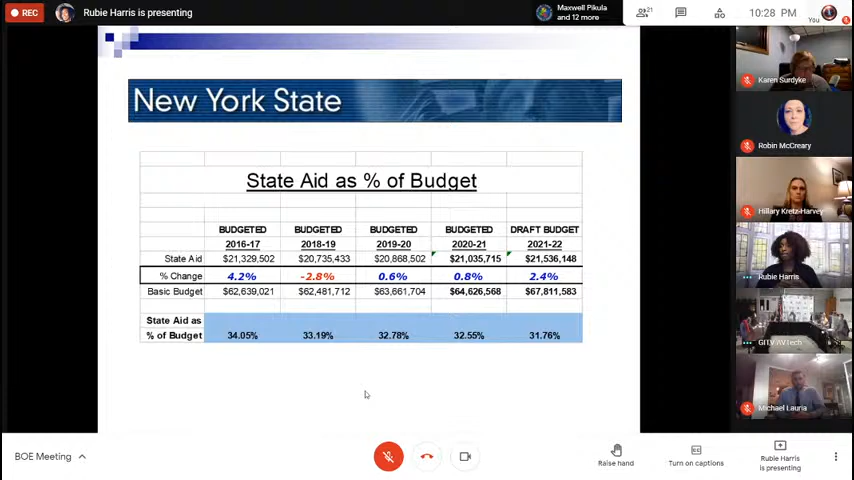 REC
Rubie Harris is presenting
Maxwell Pikula
and 12 more
21
10:28 PM
You
New York State
State Aid as % of Budget
BUDGETED BUDGETED BUDGETED BUDGETED DRAFT BUDGET
2016-17 2018-19 2019-20 2020-21 2021-22
State Aid $21,329,502 $20,735,433 $20,868,502 $21,035,715 $21,536,148
% Change 4.2% -2.8% 0.6% 0.8% 2.4%
Basic Budget $62,639,021 $62,481,712 $63,661,704 $64,626,568 $67,811,583
State Aid as
% of Budget 34.05% 33.19% 32.78% 32.55% 31.76%
Karen Surdyke
Robin McCreary
Hillary Kretz-Harvey
Rubie Harris
GITV AVTech
Michael Lauria
BOE Meeting
Raise hand
Turn on captions
Rubie Harris
is presenting